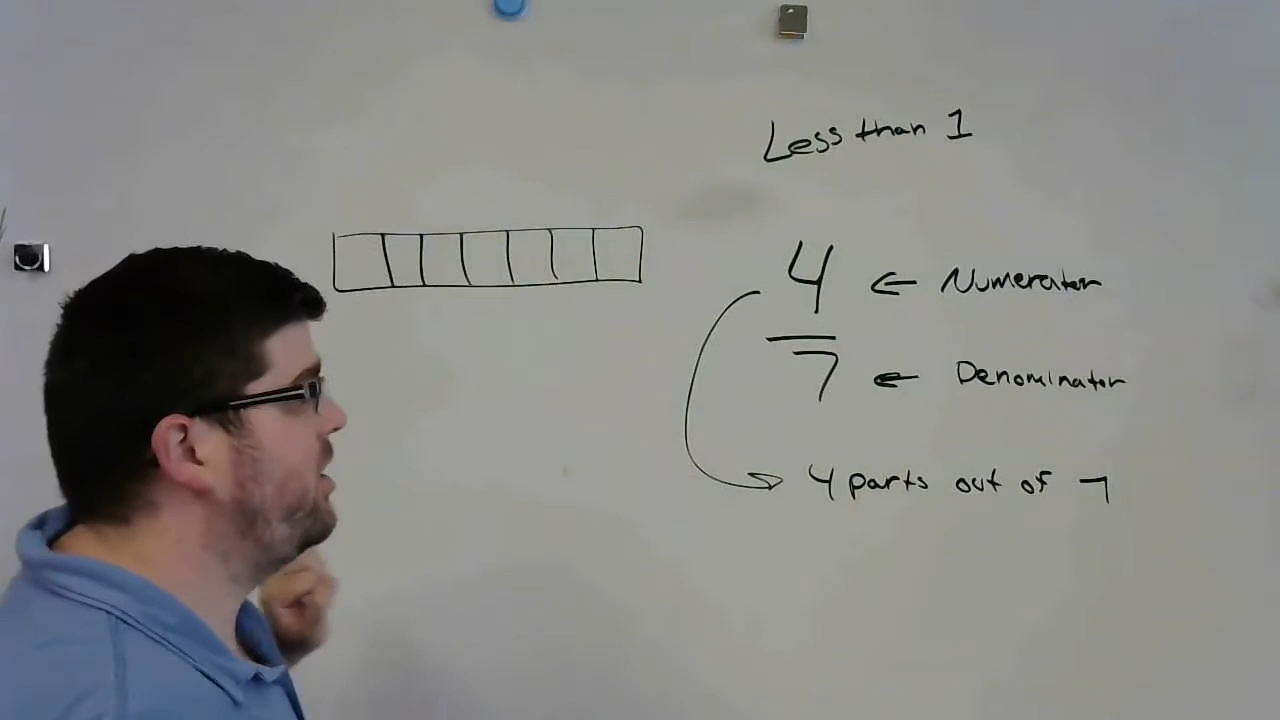 Less than 1
4 ← Numerator
7 ← Denominator
4 parts out of 7